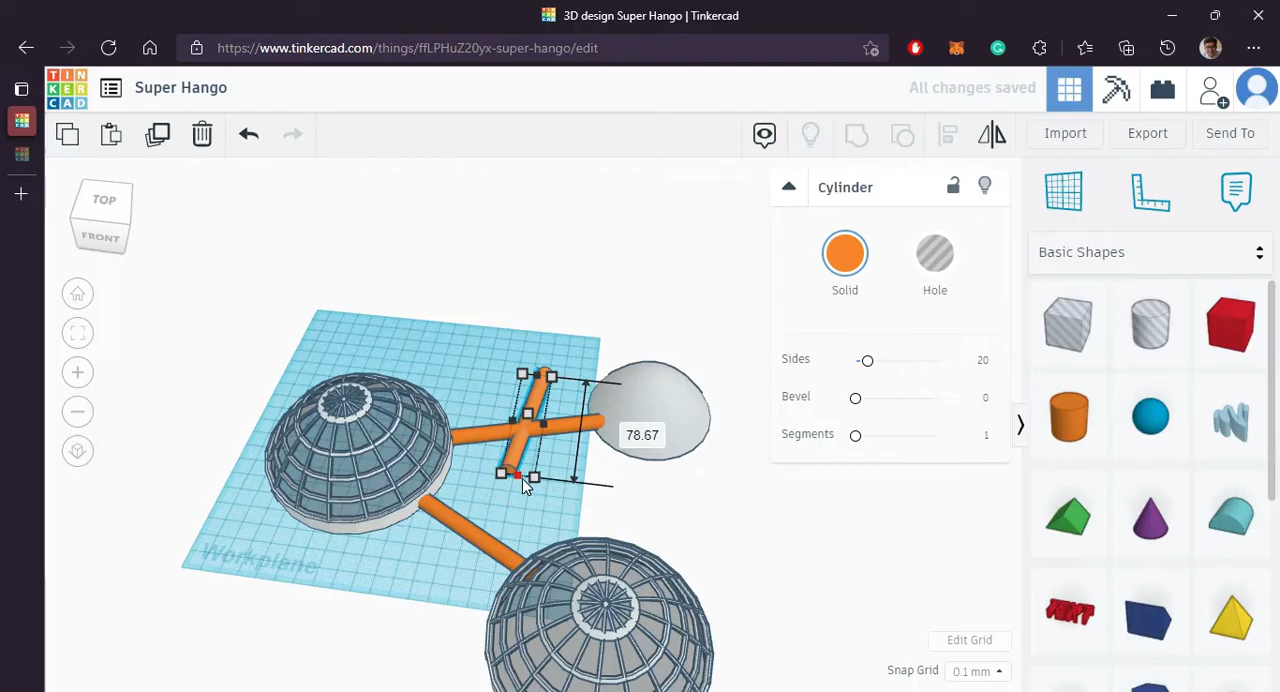 3D design Super Hango | Tinkercad
https://www.tinkercad.com/things/ffLPHuZ20yx-super-hango/edit
TIN
KER
CAD
Super Hango
All changes saved
Import
Export
Send To
TOP
FRONT
Cylinder
Solid
Hole
Sides
20
Bevel
0
Segments
1
Basic Shapes
78.67
Workplane
TEXT
Edit Grid
Snap Grid
0.1 mm